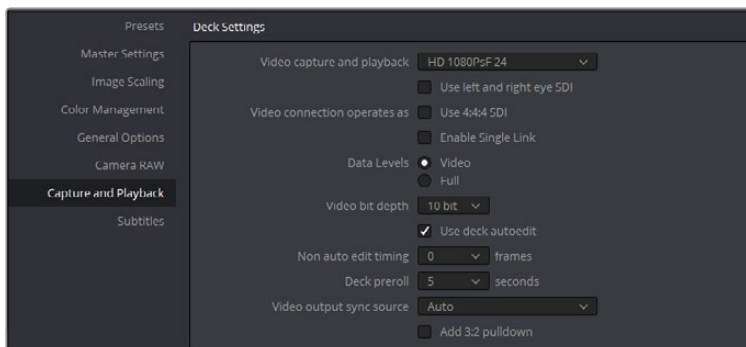 Presets
Master Settings
Image Scaling
Color Management
General Options
Camera RAW
Capture and Playback
Subtitles
Deck Settings
Video capture and playback HD 1080PsF 24
Use left and right eye SDI
Video connection operates as Use 4:4:4 SDI
Enable Single Link
Data Levels Video
Full
Video bit depth 10 bit
Use deck autoedit
Non auto edit timing 0 frames
Deck preroll 5 seconds
Video output sync source Auto
Add 3:2 pulldown